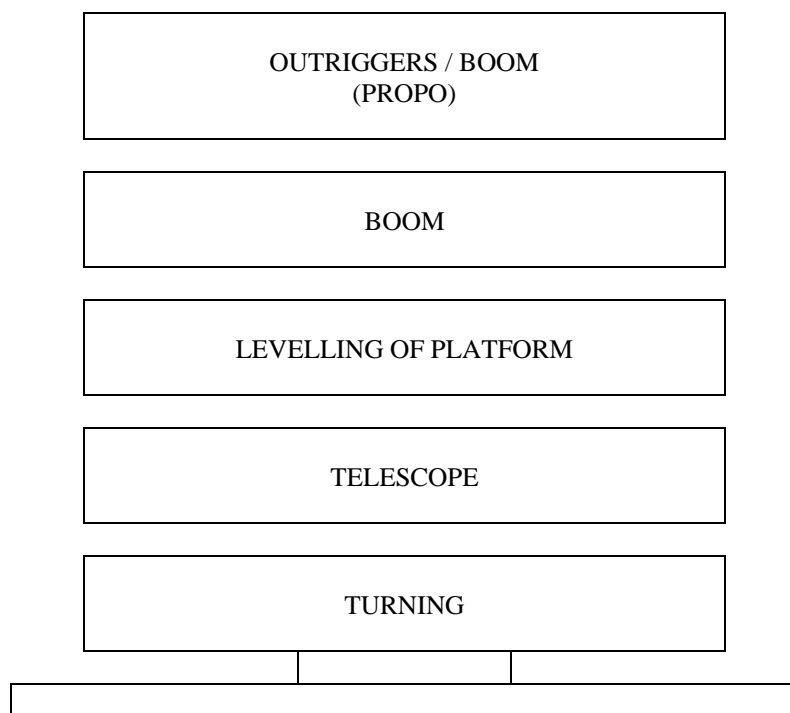 OUTRIGGERS / BOOM
(PROPO)
BOOM
LEVELLING OF PLATFORM
TELESCOPE
TURNING